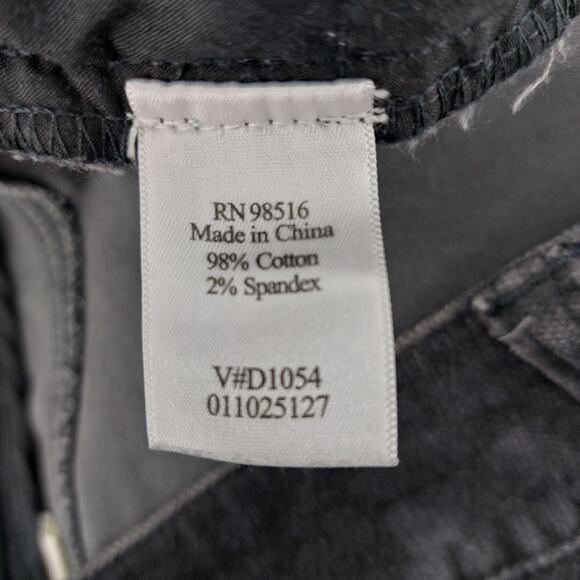 RN 98516
Made in China
98% Cotton
2% Spandex
V#D1054
011025127